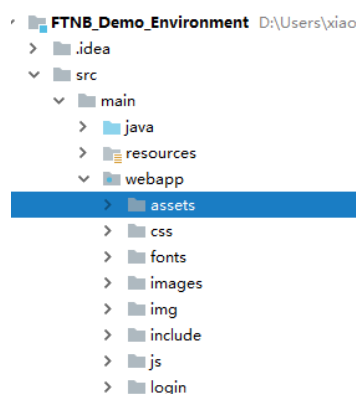 FTNB_Demo_Environment D:\Users\xiao
.idea
src
main
java
resources
webapp
assets
css
fonts
images
img
include
js
login